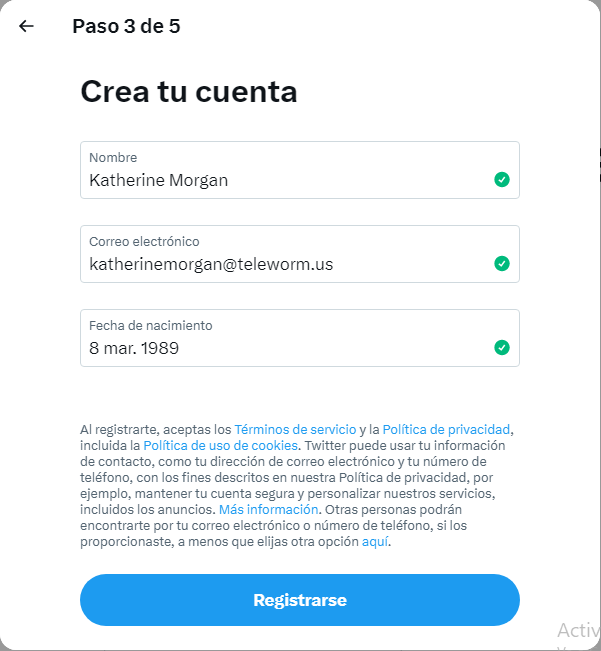 Paso 3 de 5
Crea tu cuenta
Nombre
Katherine Morgan
Correo electrónico
katherinemorgan@teleworm.us
Fecha de nacimiento
8 mar. 1989
Al registrarte, aceptas los Términos de servicio y la Política de privacidad,
incluida la Política de uso de cookies. Twitter puede usar tu información
de contacto, como tu dirección de correo electrónico y tu número de
teléfono, con los fines descritos en nuestra Política de privacidad, por
ejemplo, mantener tu cuenta segura y personalizar nuestros servicios,
incluidos los anuncios. Más información. Otras personas podrán
encontrarte por tu correo electrónico o número de teléfono, si los
proporcionaste, a menos que elijas otra opción aquí.
Registrarse
Activ